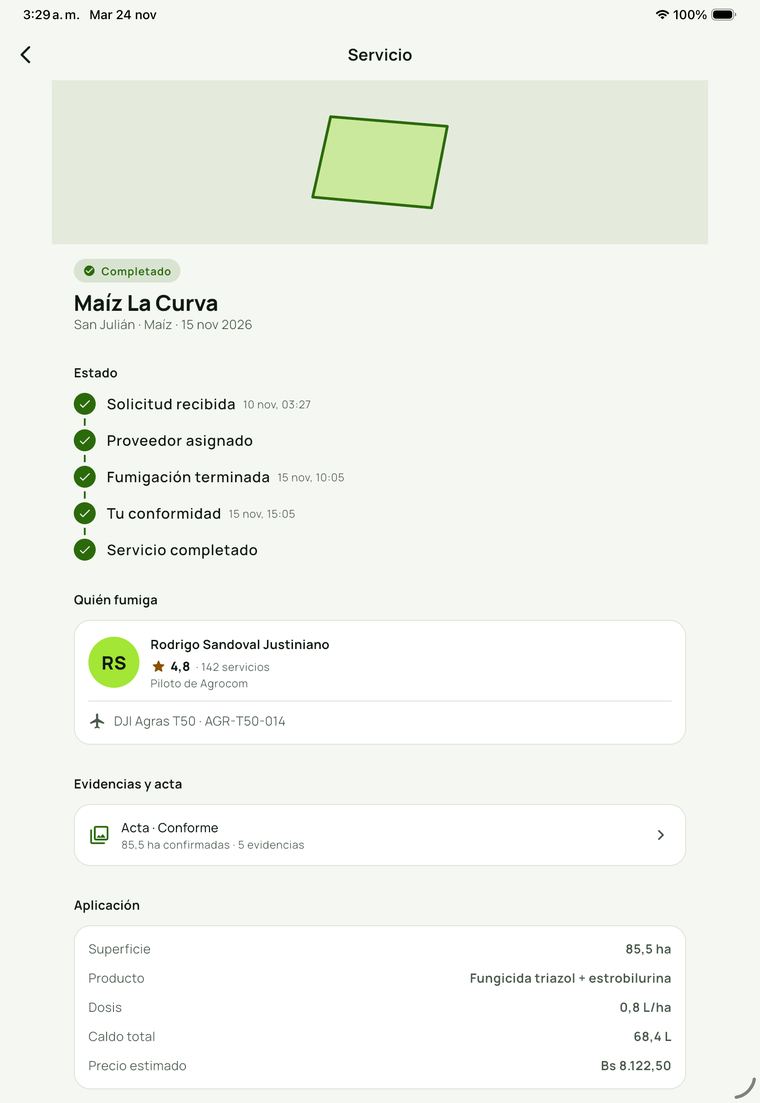 3:29 a. m. Mar 24 nov 100%
Servicio
Completado
Maíz La Curva
San Julián · Maíz · 15 nov 2026
Estado
Solicitud recibida 10 nov, 03:27
Proveedor asignado
Fumigación terminada 15 nov, 10:05
Tu conformidad 15 nov, 15:05
Servicio completado
Quién fumiga
RS
Rodrigo Sandoval Justiniano
4,8 · 142 servicios
Piloto de Agrocom
DJI Agras T50 · AGR-T50-014
Evidencias y acta
Acta · Conforme
85,5 ha confirmadas · 5 evidencias
Aplicación
Superficie 85,5 ha
Producto Fungicida triazol + estrobilurina
Dosis 0,8 L/ha
Caldo total 68,4 L
Precio estimado Bs 8.122,50